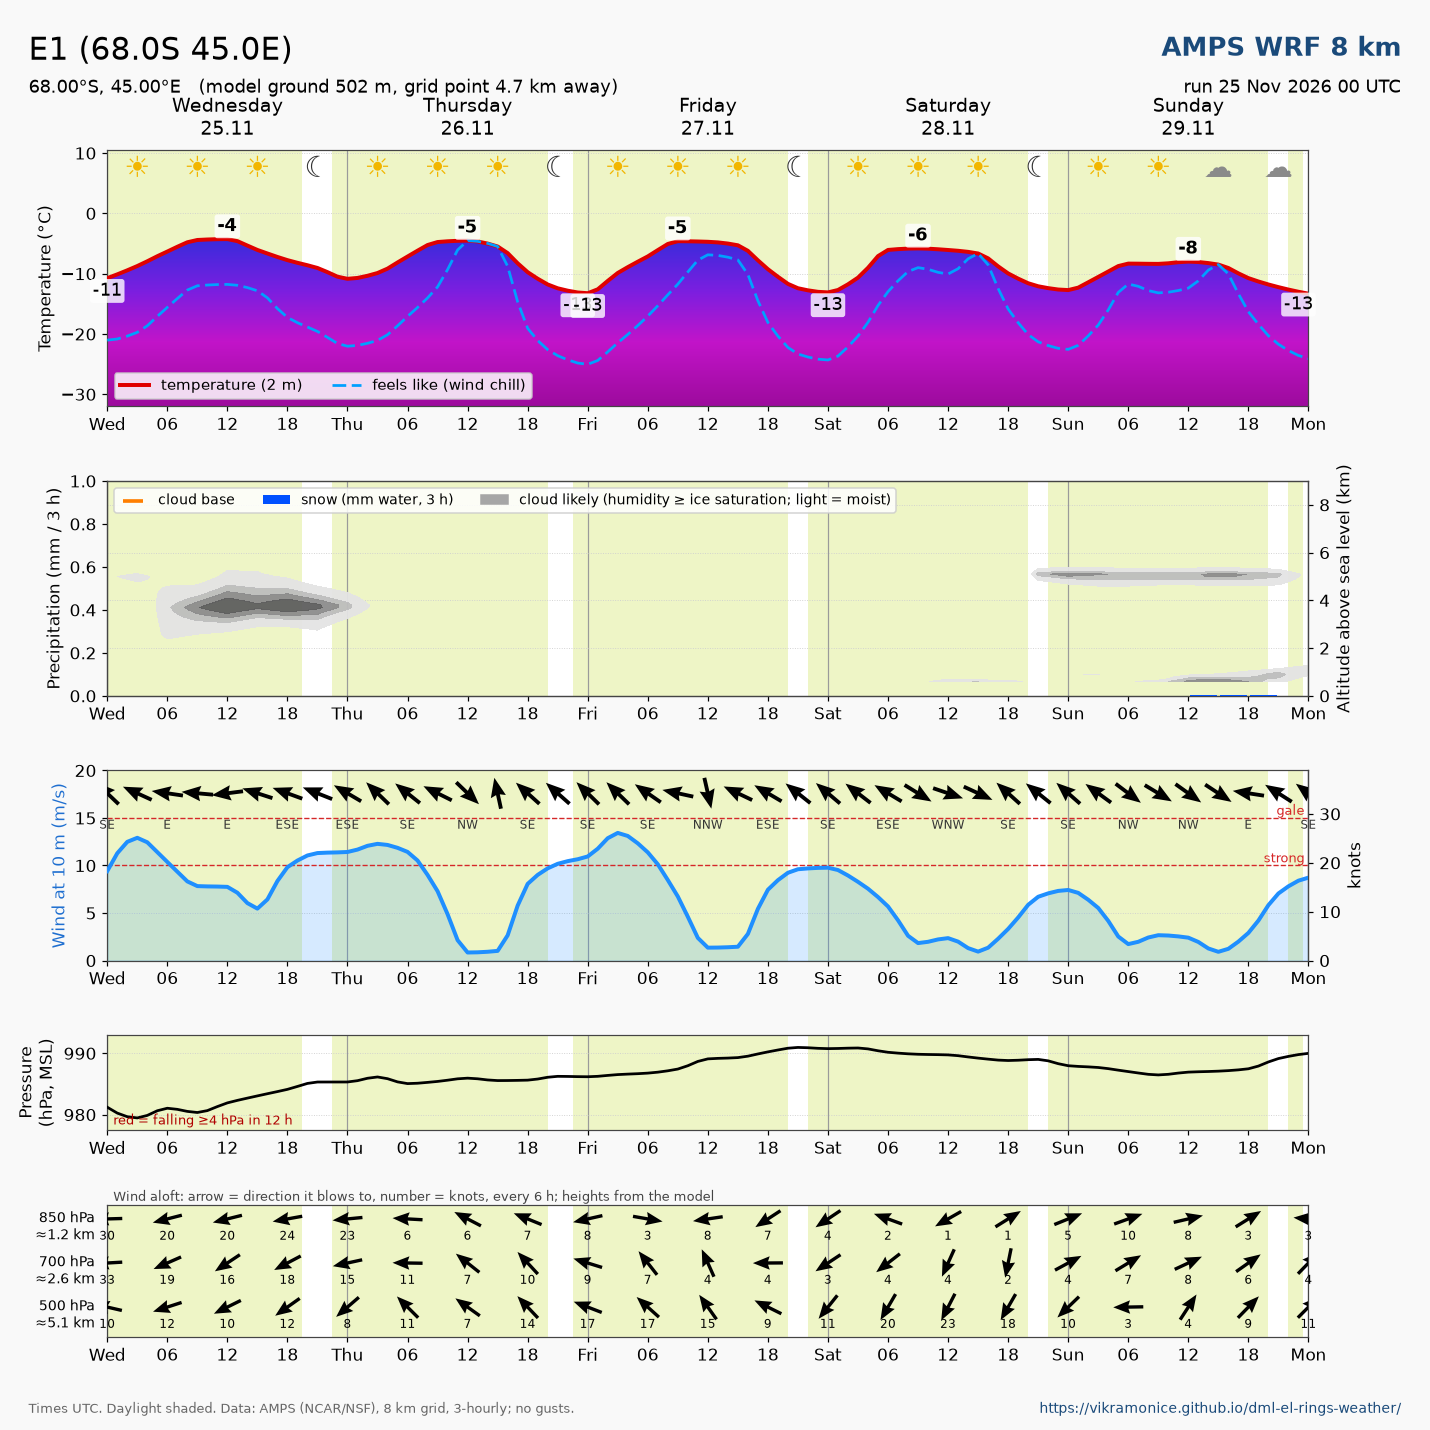 E1 (68.0S 45.0E)
AMPS WRF 8 km
68.00°S, 45.00°E (model ground 502 m, grid point 4.7 km away)
run 25 Nov 2026 00 UTC
Wednesday Thursday Friday Saturday Sunday
25.11 26.11 27.11 28.11 29.11
Temperature (°C)
10
0
−10
−20
−30
-4 -5 -5 -6 -8
-11 -13 -13 -13
temperature (2 m) feels like (wind chill)
Wed 06 12 18 Thu 06 12 18 Fri 06 12 18 Sat 06 12 18 Sun 06 12 18 Mon
Precipitation (mm / 3 h)
1.0
0.8
0.6
0.4
0.2
0.0
cloud base snow (mm water, 3 h) cloud likely (humidity ≥ ice saturation; light = moist)
Altitude above sea level (km)
8
6
4
2
0
Wed 06 12 18 Thu 06 12 18 Fri 06 12 18 Sat 06 12 18 Sun 06 12 18 Mon
Wind at 10 m (m/s)
20
15
10
5
0
gale
strong
SE E E ESE ESE SE NW SE SE SE NNW ESE SE ESE WNW SE SE NW NW E SE
knots
30
20
10
0
Wed 06 12 18 Thu 06 12 18 Fri 06 12 18 Sat 06 12 18 Sun 06 12 18 Mon
Pressure
(hPa, MSL)
990
980
red = falling ≥4 hPa in 12 h
Wed 06 12 18 Thu 06 12 18 Fri 06 12 18 Sat 06 12 18 Sun 06 12 18 Mon
Wind aloft: arrow = direction it blows to, number = knots, every 6 h; heights from the model
850 hPa
≈1.2 km 30 20 20 24 23 6 6 7 8 3 8 7 4 2 1 1 5 10 8 3 3
700 hPa
≈2.6 km 33 19 16 18 15 11 7 10 9 7 4 4 3 4 4 2 4 7 8 6 4
500 hPa
≈5.1 km 10 12 10 12 8 11 7 14 17 17 15 9 11 20 23 18 10 3 4 9 11
Wed 06 12 18 Thu 06 12 18 Fri 06 12 18 Sat 06 12 18 Sun 06 12 18 Mon
Times UTC. Daylight shaded. Data: AMPS (NCAR/NSF), 8 km grid, 3-hourly; no gusts.
https://vikramonice.github.io/dml-el-rings-weather/